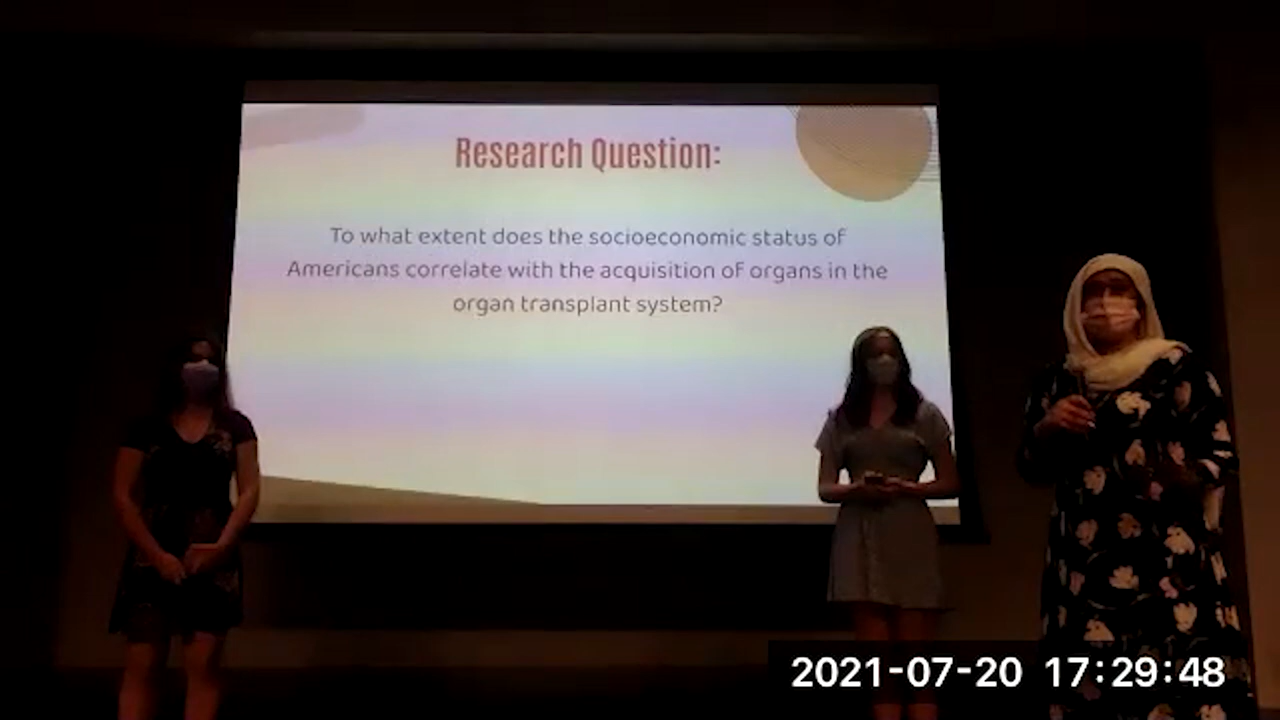 Research Question:
To what extent does the socioeconomic status of
Americans correlate with the acquisition of organs in the
organ transplant system?
2021-07-20 17:29:48